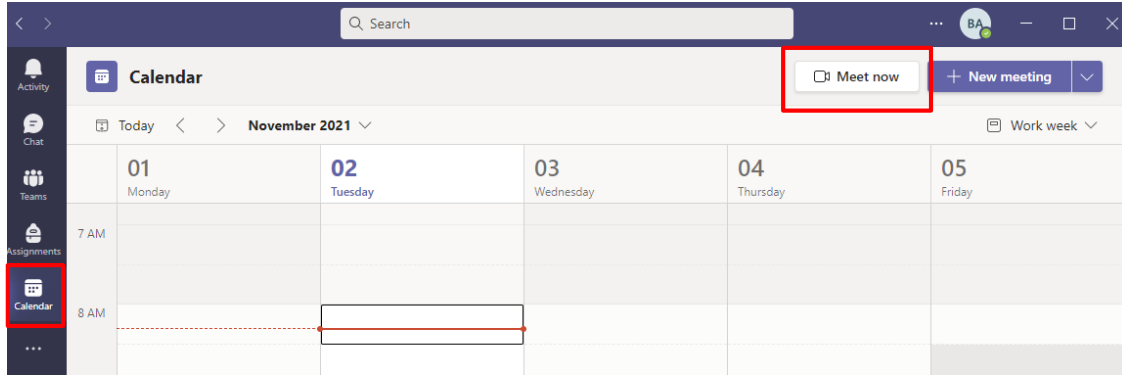 Search
BA
Activity
Calendar
Meet now
New meeting
Chat
Today
November 2021
Work week
Teams
01
Monday
02
Tuesday
03
Wednesday
04
Thursday
05
Friday
Assignments
7 AM
Calendar
8 AM